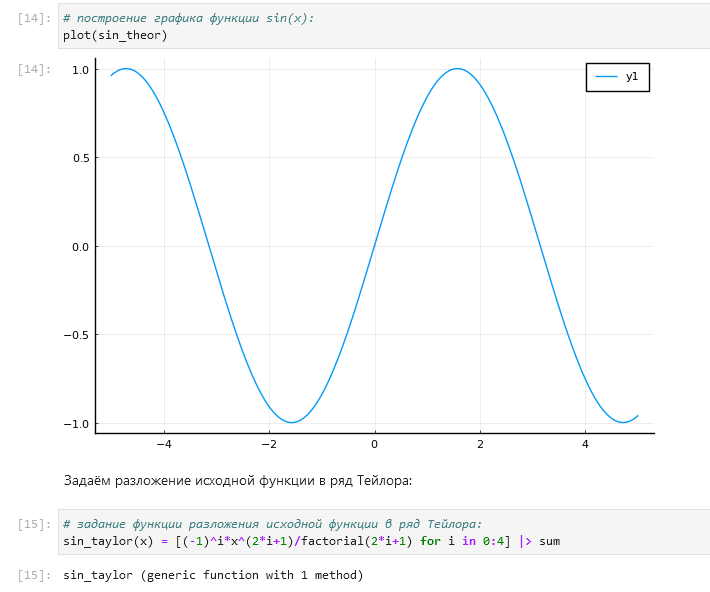 [14]: # построение графика функции sin(x):
plot(sin_theor)
[14]:
y1
1.0
0.5
0.0
−0.5
−1.0
−4 −2 0 2 4
Задаём разложение исходной функции в ряд Тейлора:
[15]: # задание функции разложения исходной функции в ряд Тейлора:
sin_taylor(x) = [(-1)^i*x^(2*i+1)/factorial(2*i+1) for i in 0:4] |> sum
[15]: sin_taylor (generic function with 1 method)